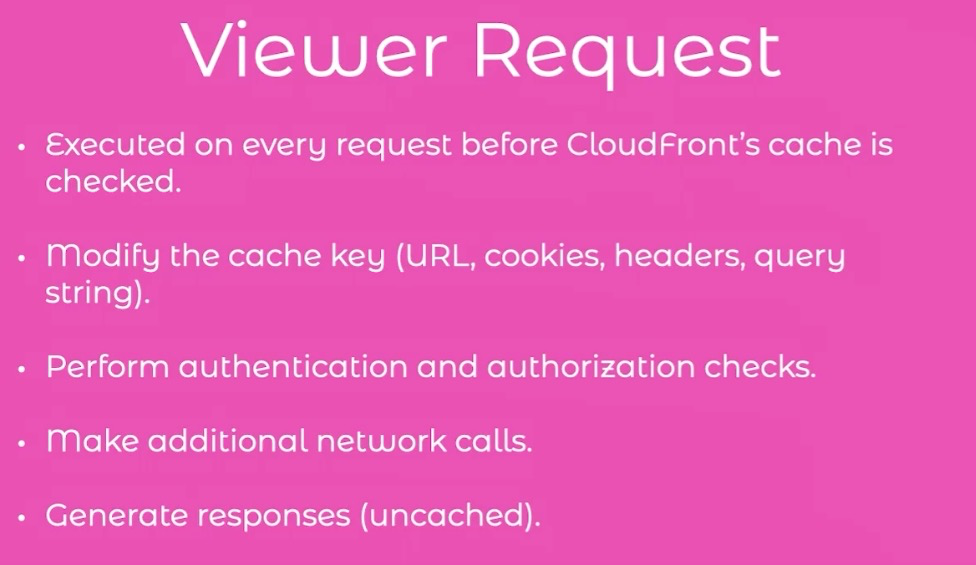 Viewer Request
• Executed on every request before CloudFront's cache is
checked.
• Modify the cache key (URL, cookies, headers, query
string).
• Perform authentication and authorization checks.
• Make additional network calls.
• Generate responses (uncached).